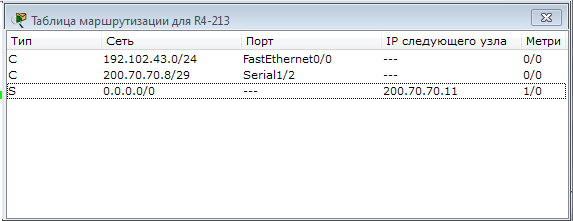 Таблица маршрутизации для R4-213
Тип Сеть Порт IP следующего узла Метри
C 192.102.43.0/24 FastEthernet0/0 --- 0/0
C 200.70.70.8/29 Serial1/2 --- 0/0
S 0.0.0.0/0 --- 200.70.70.11 1/0